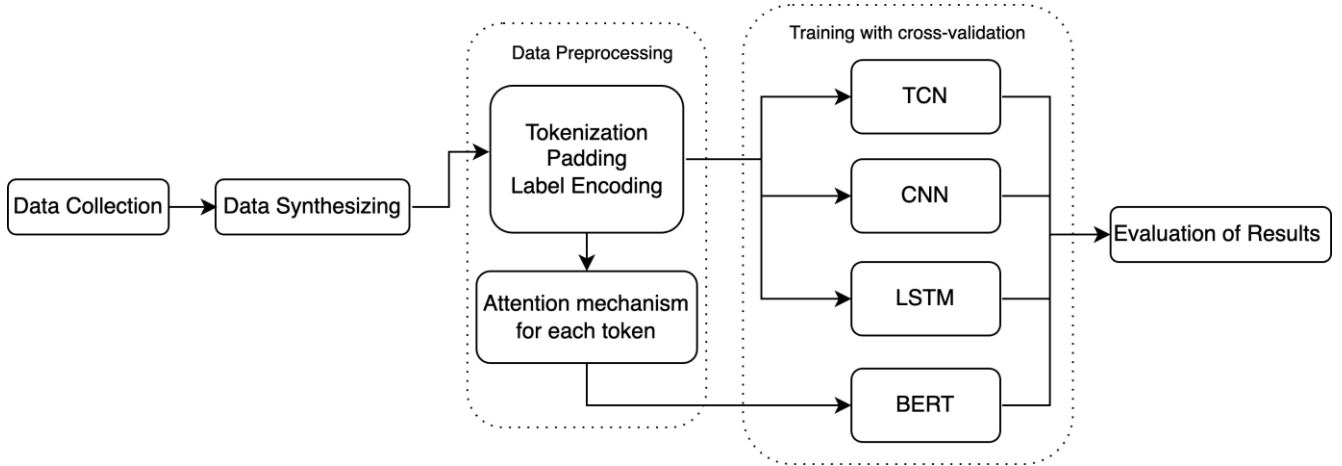 Data Collection
Data Synthesizing
Data Preprocessing
Tokenization
Padding
Label Encoding
Attention mechanism
for each token
Training with cross-validation
TCN
CNN
LSTM
BERT
Evaluation of Results